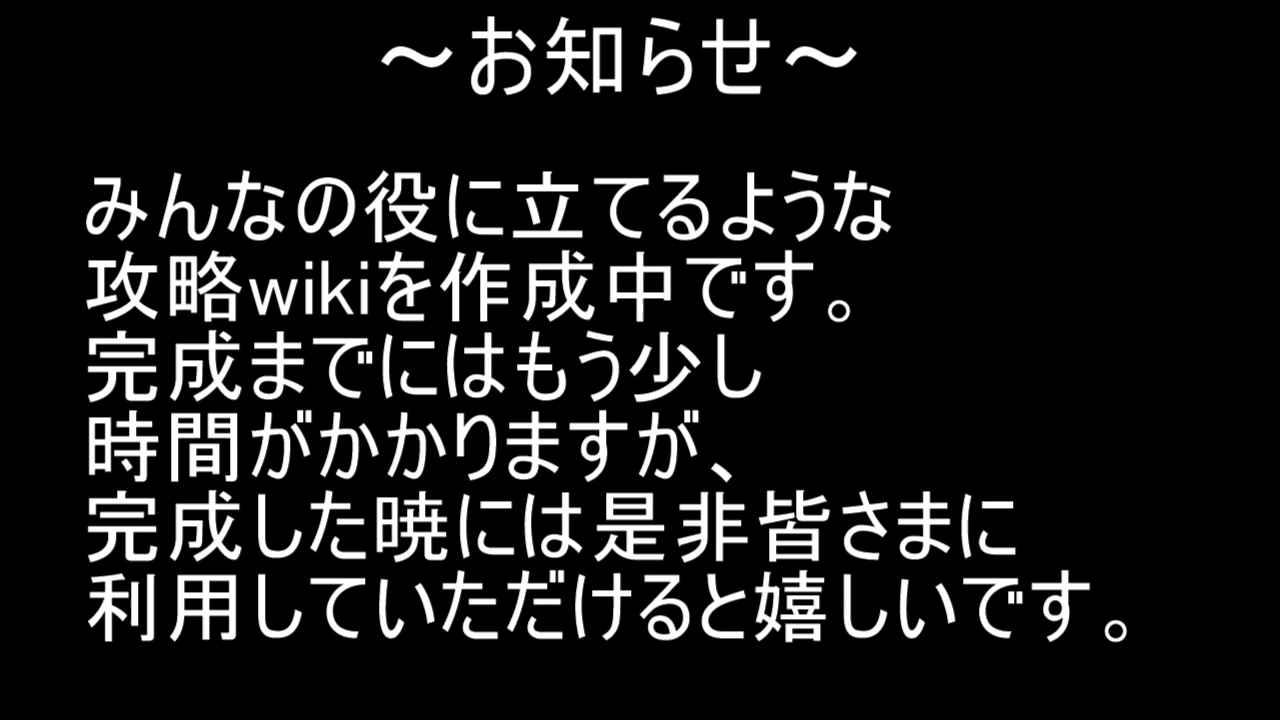 ～お知らせ～
みんなの役に立てるような
攻略wikiを作成中です。
完成までにはもう少し
時間がかかりますが、
完成した暁には是非皆さまに
利用していただけると嬉しいです。